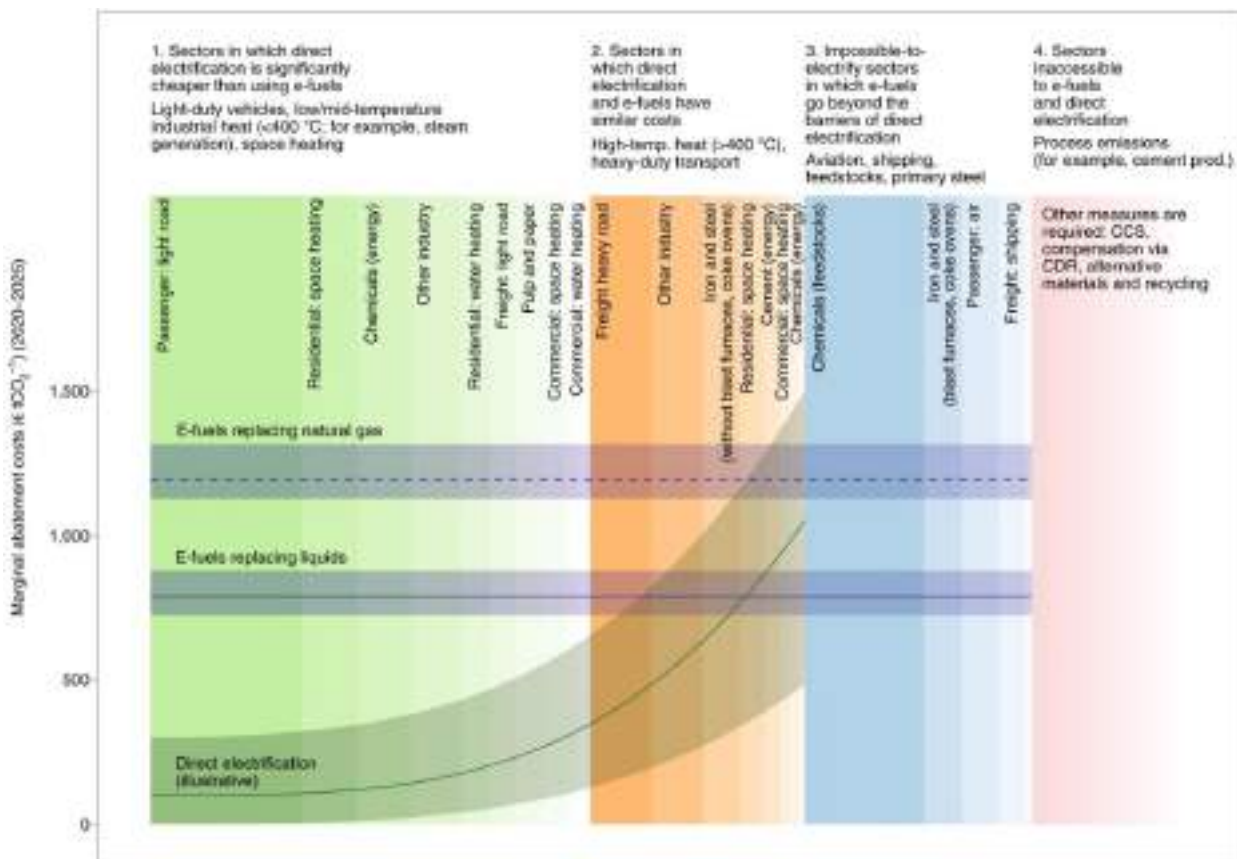 1. Sectors in which direct
electrification is significantly
cheaper than using e-fuels
Light-duty vehicles, low/mid-temperature
industrial heat (<400 °C; for example, steam
generation), space heating
2. Sectors in
which direct
electrification
and e-fuels have
similar costs
High-temp. heat (>400 °C),
heavy-duty transport
3. Impossible-to-
electrify sectors
in which e-fuels
go beyond the
barriers of direct
electrification
Aviation, shipping,
feedstocks, primary steel
4. Sectors
inaccessible
to e-fuels
and direct
electrification
Process emissions
(for example, cement prod.)
Passenger: light road
Residential: space heating
Chemicals (energy)
Other industry
Residential: water heating
Freight: light road
Pulp and paper
Commercial: space heating
Commercial: water heating
Freight heavy road
Other industry
Iron and steel
(without blast furnaces, coke ovens)
Residential: space heating
Cement (energy)
Commercial: space heating
Chemicals (energy)
Chemicals (feedstocks)
Iron and steel
(blast furnaces, coke ovens)
Passenger: air
Freight: shipping
Other measures are
required: CCS,
compensation via
CDR, alternative
materials and recycling
Marginal abatement costs (€ tCO₂⁻¹) (2020–2025)
1,500
E-fuels replacing natural gas
1,000
E-fuels replacing liquids
500
Direct electrification
(illustrative)
0